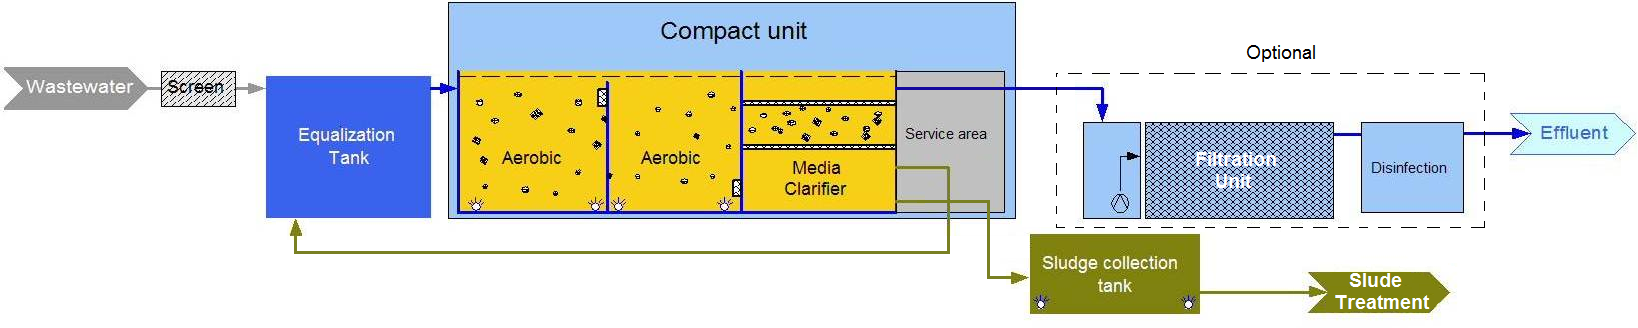 Compact unit
Optional
Wastewater
Screen
Equalization
Tank
Aerobic
Aerobic
Media
Clarifier
Service area
Filtration
Unit
Disinfection
Effluent
Sludge collection
tank
Slude
Treatment